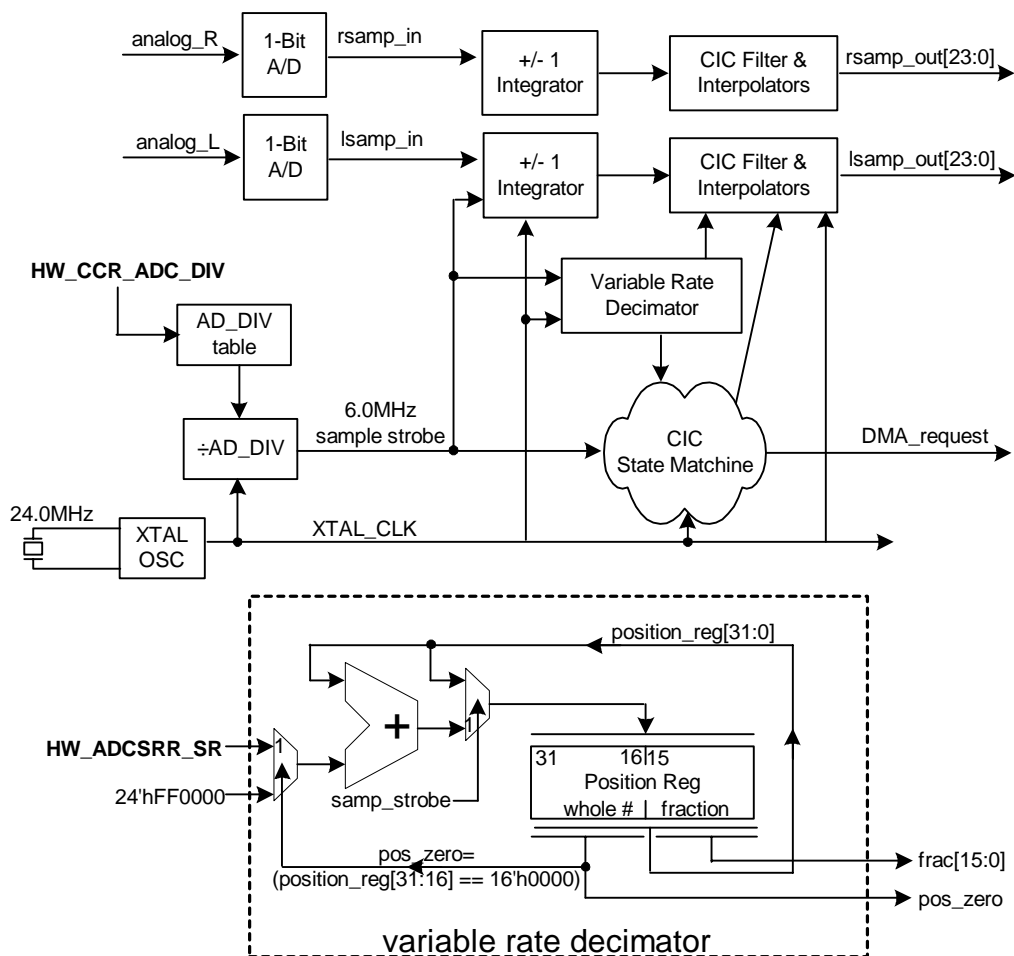 analog_R
1-Bit
A/D
rsamp_in
+/- 1
Integrator
CIC Filter &
Interpolators
rsamp_out[23:0]
analog_L
1-Bit
A/D
lsamp_in
+/- 1
Integrator
CIC Filter &
Interpolators
lsamp_out[23:0]
HW_CCR_ADC_DIV
AD_DIV
table
Variable Rate
Decimator
÷AD_DIV
6.0MHz
sample strobe
CIC
State Matchine
DMA_request
24.0MHz
XTAL
OSC
XTAL_CLK
position_reg[31:0]
+
1
HW_ADCSRR_SR
1
24'hFF0000
samp_strobe
31 16 15
Position Reg
whole # fraction
pos_zero=
(position_reg[31:16] == 16'h0000)
frac[15:0]
pos_zero
variable rate decimator